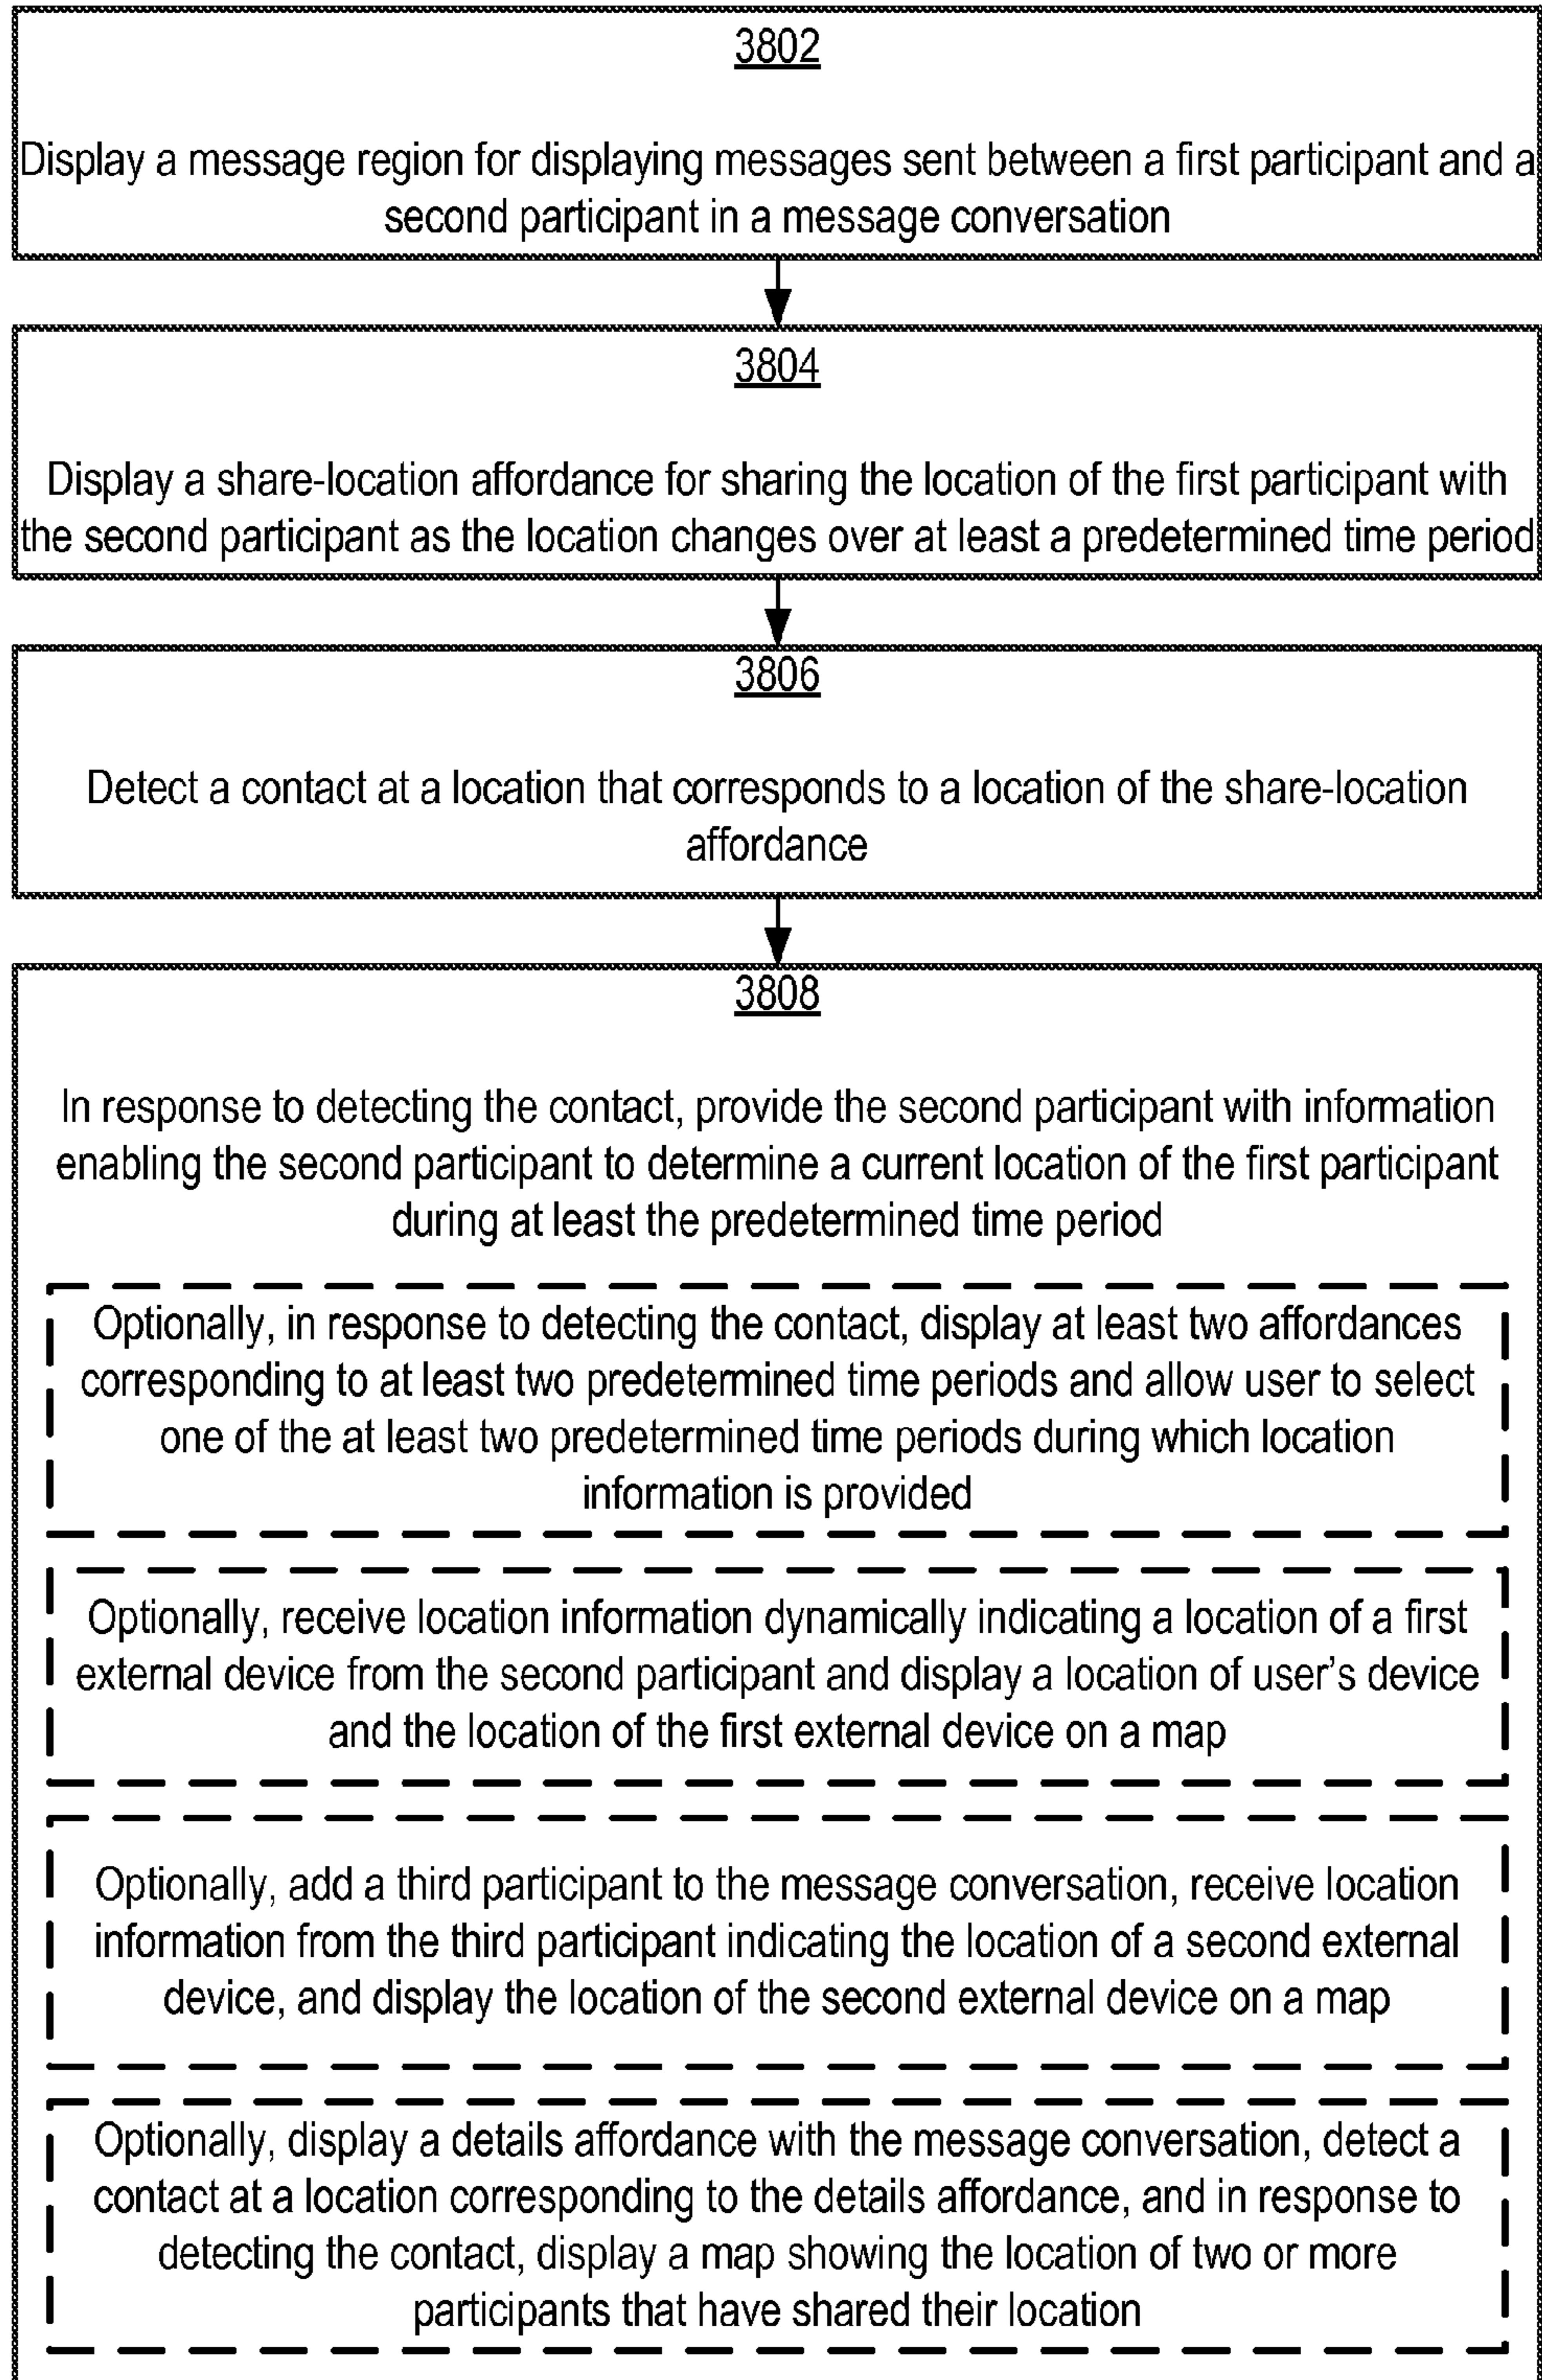 3802
Display a message region for displaying messages sent between a first participant and a
second participant in a message conversation
3804
Display a share-location affordance for sharing the location of the first participant with
the second participant as the location changes over at least a predetermined time period
3806
Detect a contact at a location that corresponds to a location of the share-location
affordance
3808
In response to detecting the contact, provide the second participant with information
enabling the second participant to determine a current location of the first participant
during at least the predetermined time period
Optionally, in response to detecting the contact, display at least two affordances
corresponding to at least two predetermined time periods and allow user to select
one of the at least two predetermined time periods during which location
information is provided
Optionally, receive location information dynamically indicating a location of a first
external device from the second participant and display a location of user's device
and the location of the first external device on a map
Optionally, add a third participant to the message conversation, receive location
information from the third participant indicating the location of a second external
device, and display the location of the second external device on a map
Optionally, display a details affordance with the message conversation, detect a
contact at a location corresponding to the details affordance, and in response to
detecting the contact, display a map showing the location of two or more
participants that have shared their location